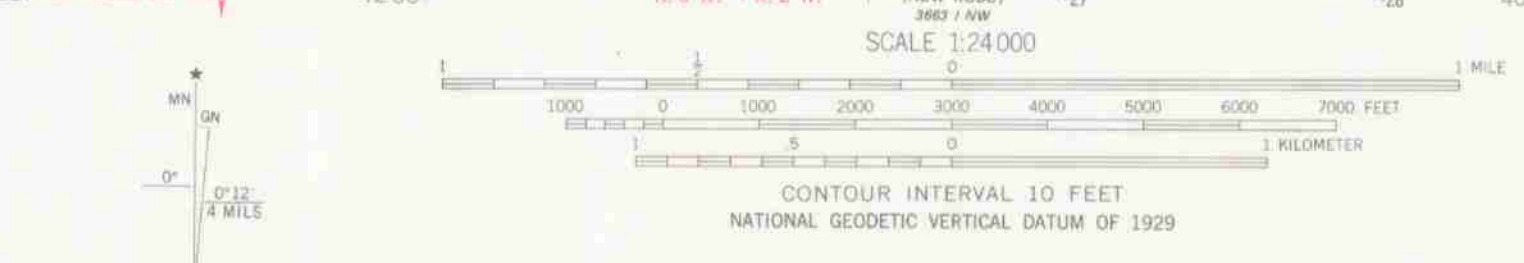 3663 I NW
SCALE 1:24 000
1 ½ 0 1 MILE
1000 0 1000 2000 3000 4000 5000 6000 7000 FEET
1 .5 0 1 KILOMETER
CONTOUR INTERVAL 10 FEET
NATIONAL GEODETIC VERTICAL DATUM OF 1929
★
MN
GN
0°
0°12′
4 MILS